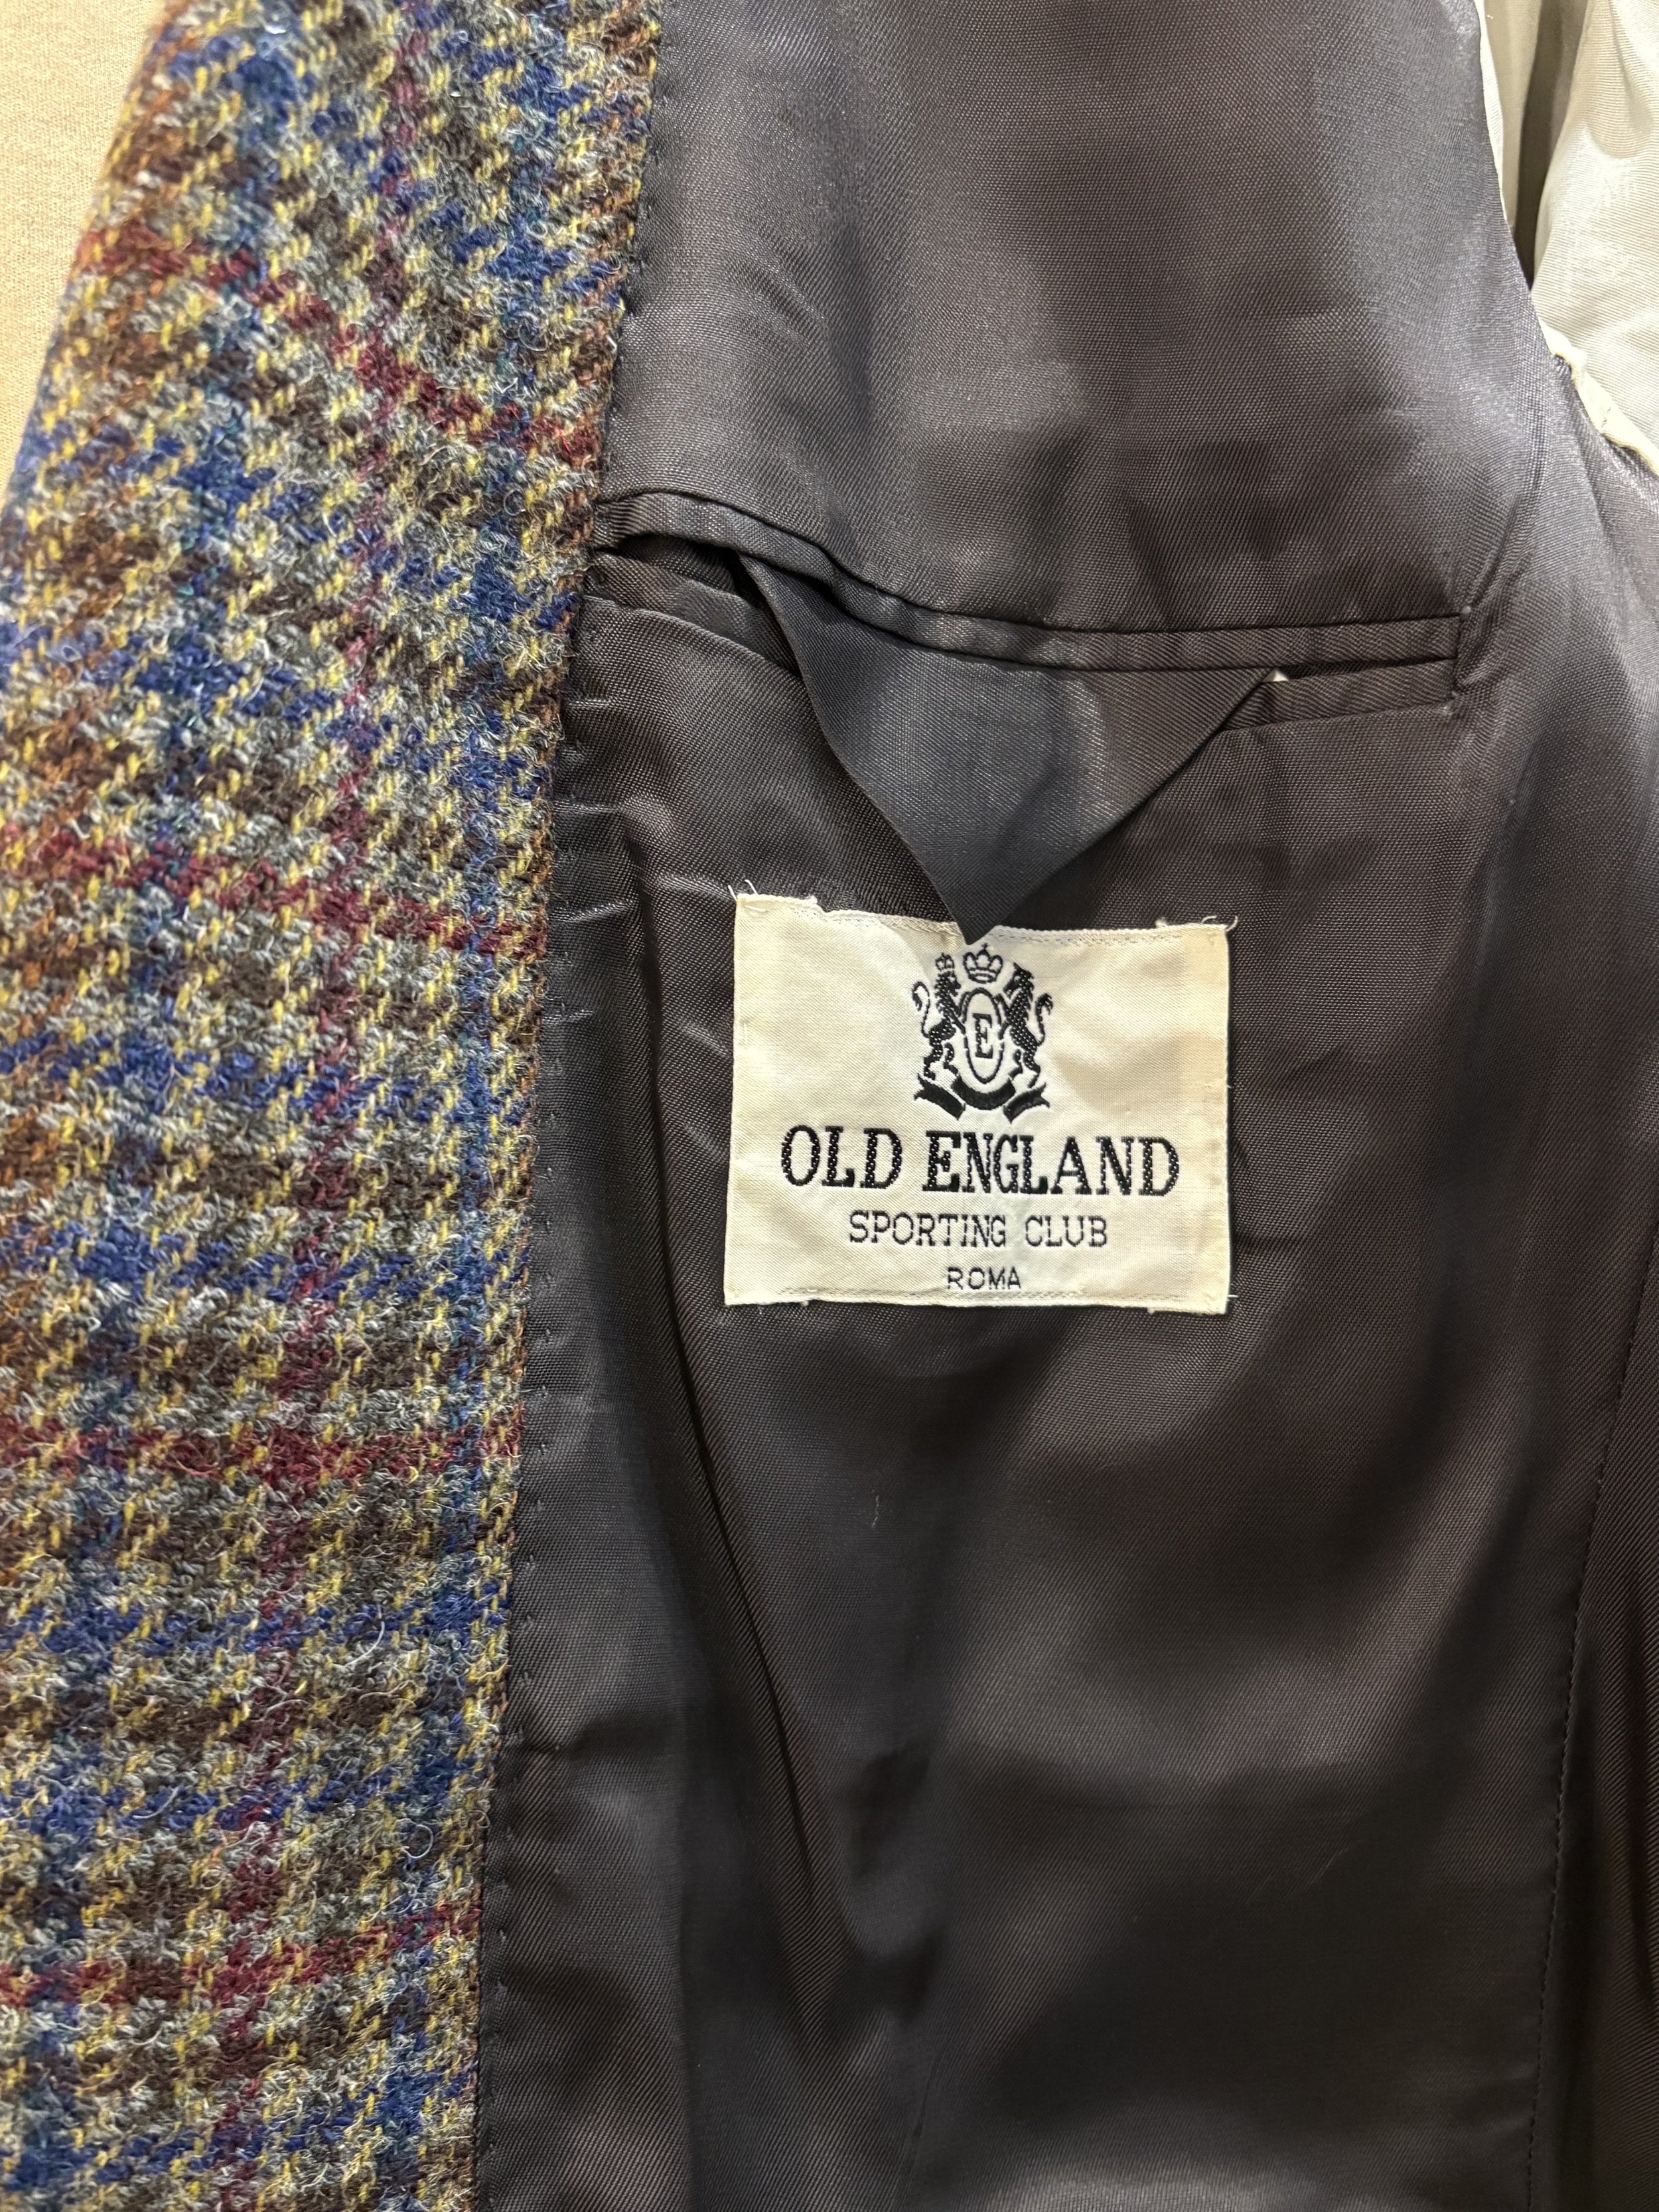 E
OLD ENGLAND
SPORTING CLUB
ROMA